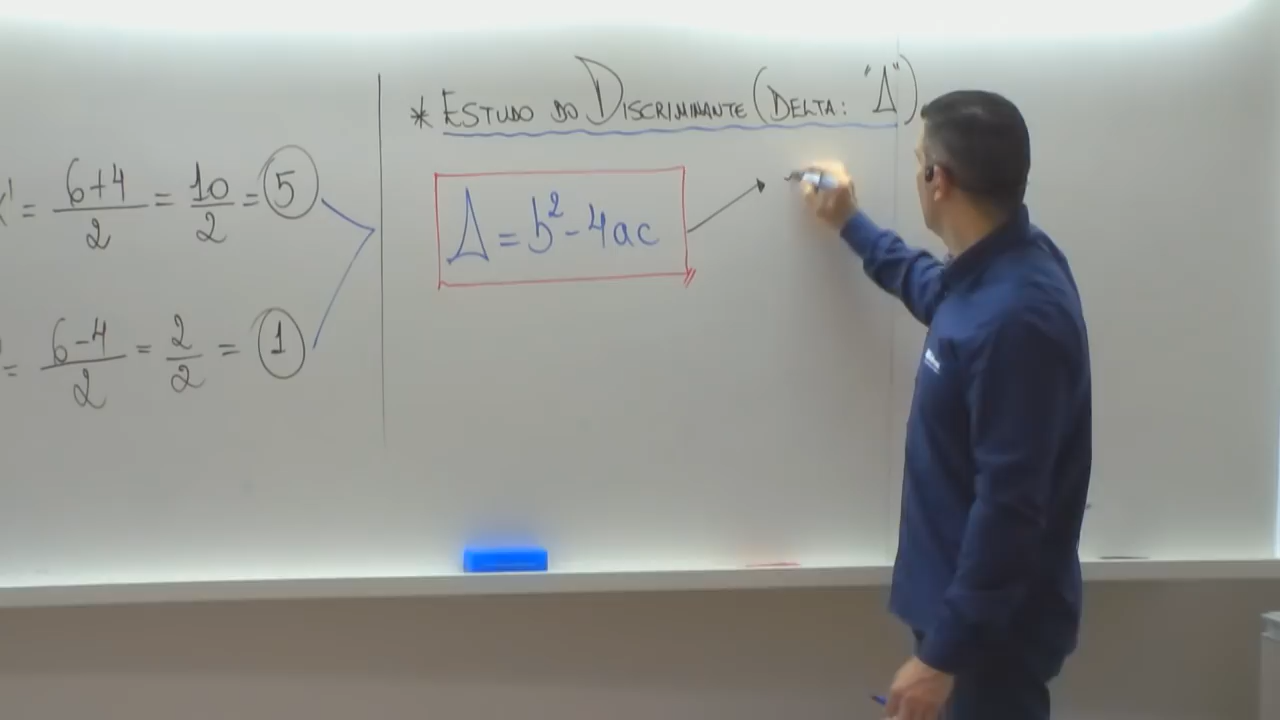 * ESTUDO DO DISCRIMINANTE (DELTA: "Δ")
Δ = b² - 4ac
x' = 6+4/2 = 10/2 = 5
= 6-4/2 = 2/2 = 1